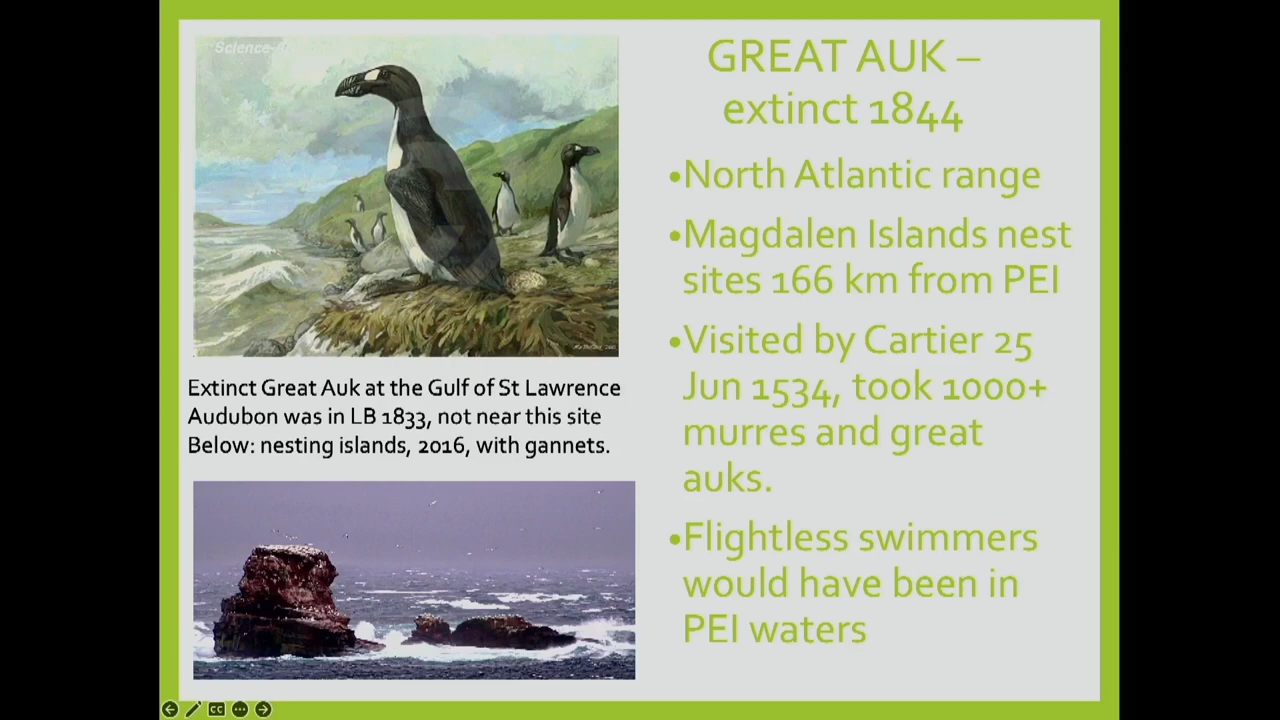 Science-
GREAT AUK –
extinct 1844
•North Atlantic range
•Magdalen Islands nest
sites 166 km from PEI
•Visited by Cartier 25
Jun 1534, took 1000+
murres and great
auks.
•Flightless swimmers
would have been in
PEI waters
Extinct Great Auk at the Gulf of St Lawrence
Audubon was in LB 1833, not near this site
Below: nesting islands, 2016, with gannets.
CC